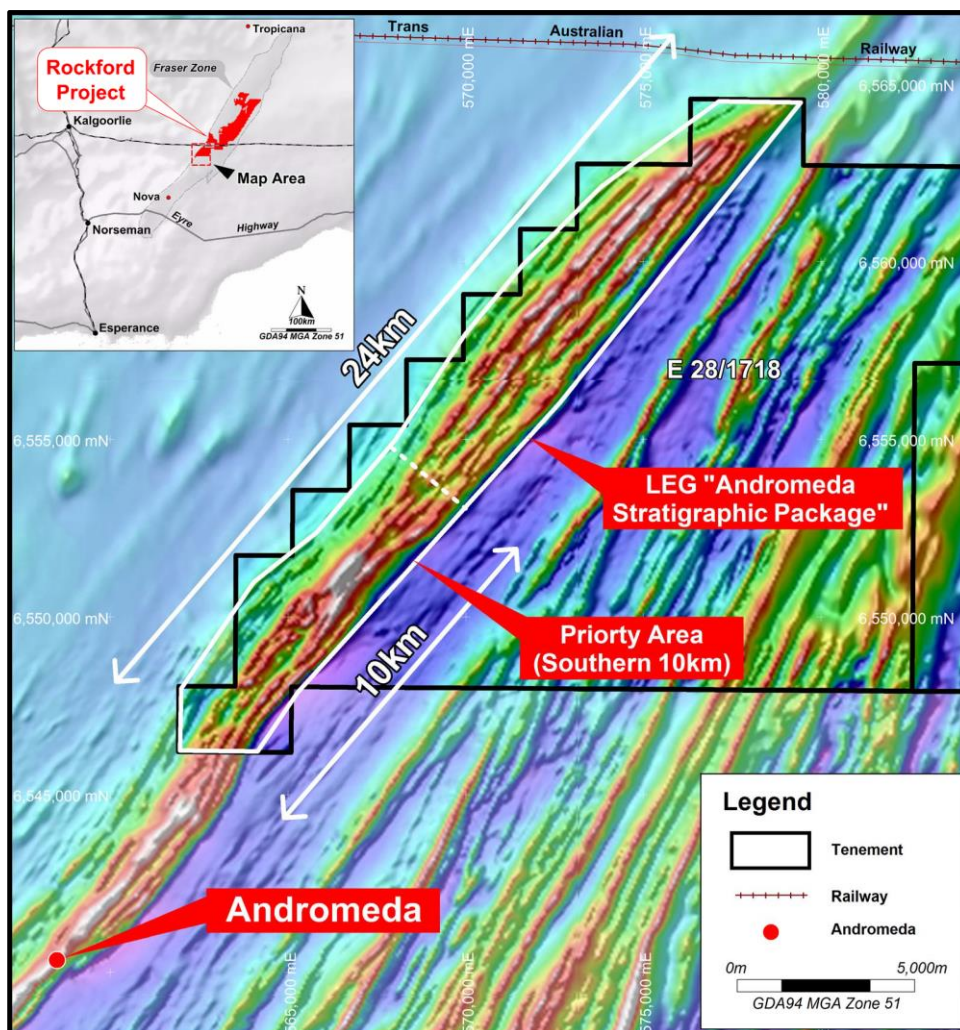 Tropicana
Fraser Zone
Rockford
Project
Kalgoorlie
Map Area
Nova
Norseman
Eyre
Highway
Esperance
N
100km
GDA94 MGA Zone 51
Trans
Australian
Railway
570,000 mE
575,000 mE
580,000 mE
6,565,000 mN
6,560,000 mN
24km
E 28/1718
6,555,000 mN
6,555,000 mN
LEG "Andromeda
Stratigraphic Package"
6,550,000 mN
6,550,000 mN
Priorty Area
(Southern 10km)
10km
6,545,000 mN
Andromeda
565,000 mE
570,000 mE
575,000 mE
Legend
Tenement
Railway
Andromeda
0m
5,000m
GDA94 MGA Zone 51